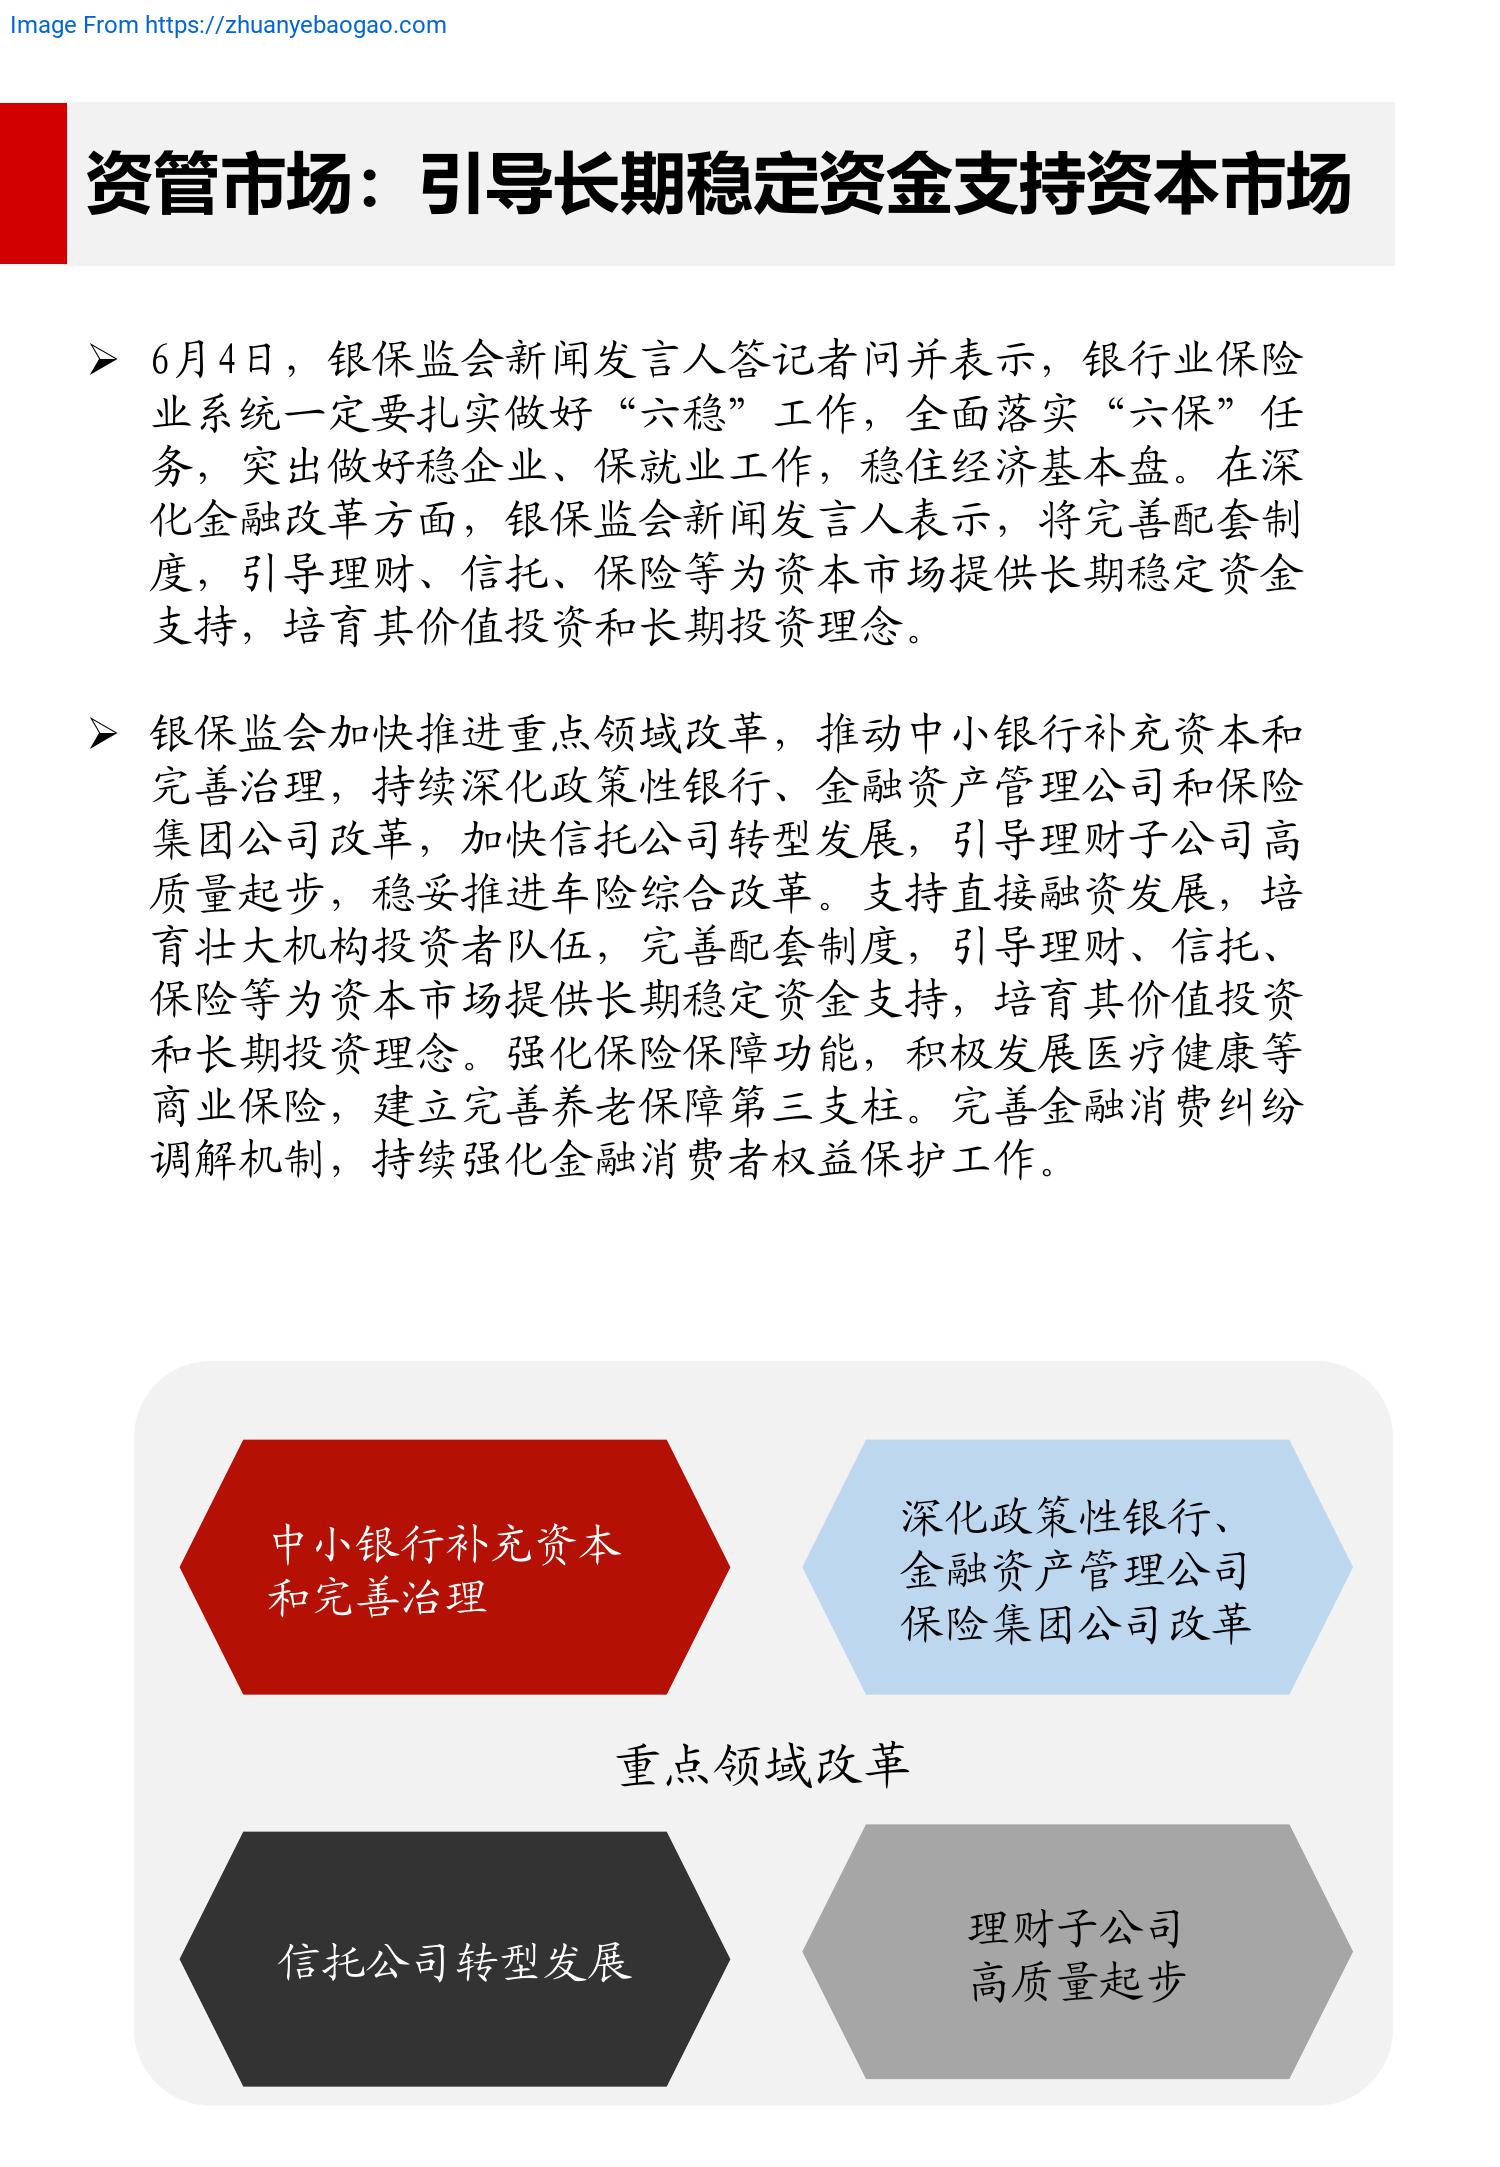 Image From https://zhuanyebaogao.com
资管市场：引导长期稳定资金支持资本市场
➢ 6月4日，银保监会新闻发言人答记者问并表示，银行业保险
业系统一定要扎实做好“六稳”工作，全面落实“六保”任
务，突出做好稳企业、保就业工作，稳住经济基本盘。在深
化金融改革方面，银保监会新闻发言人表示，将完善配套制
度，引导理财、信托、保险等为资本市场提供长期稳定资金
支持，培育其价值投资和长期投资理念。
➢ 银保监会加快推进重点领域改革，推动中小银行补充资本和
完善治理，持续深化政策性银行、金融资产管理公司和保险
集团公司改革，加快信托公司转型发展，引导理财子公司高
质量起步，稳妥推进车险综合改革。支持直接融资发展，培
育壮大机构投资者队伍，完善配套制度，引导理财、信托、
保险等为资本市场提供长期稳定资金支持，培育其价值投资
和长期投资理念。强化保险保障功能，积极发展医疗健康等
商业保险，建立完善养老保障第三支柱。完善金融消费纠纷
调解机制，持续强化金融消费者权益保护工作。
中小银行补充资本
和完善治理
深化政策性银行、
金融资产管理公司
保险集团公司改革
重点领域改革
信托公司转型发展
理财子公司
高质量起步